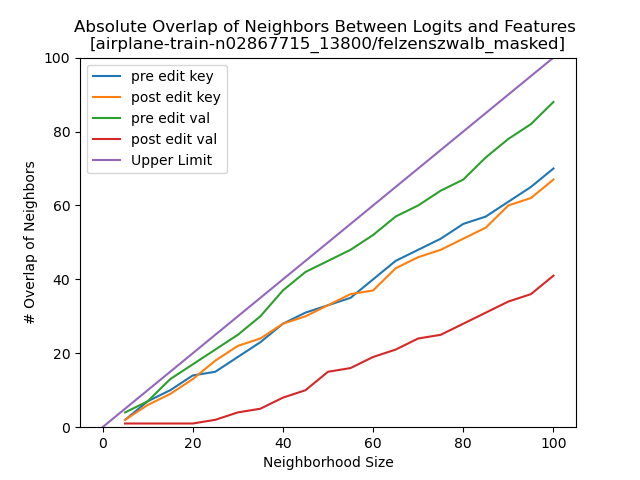 Absolute Overlap of Neighbors Between Logits and Features
[airplane-train-n02867715_13800/felzenszwalb_masked]
100
80
60
40
20
0
# Overlap of Neighbors
pre edit key
post edit key
pre edit val
post edit val
Upper Limit
0 20 40 60 80 100
Neighborhood Size